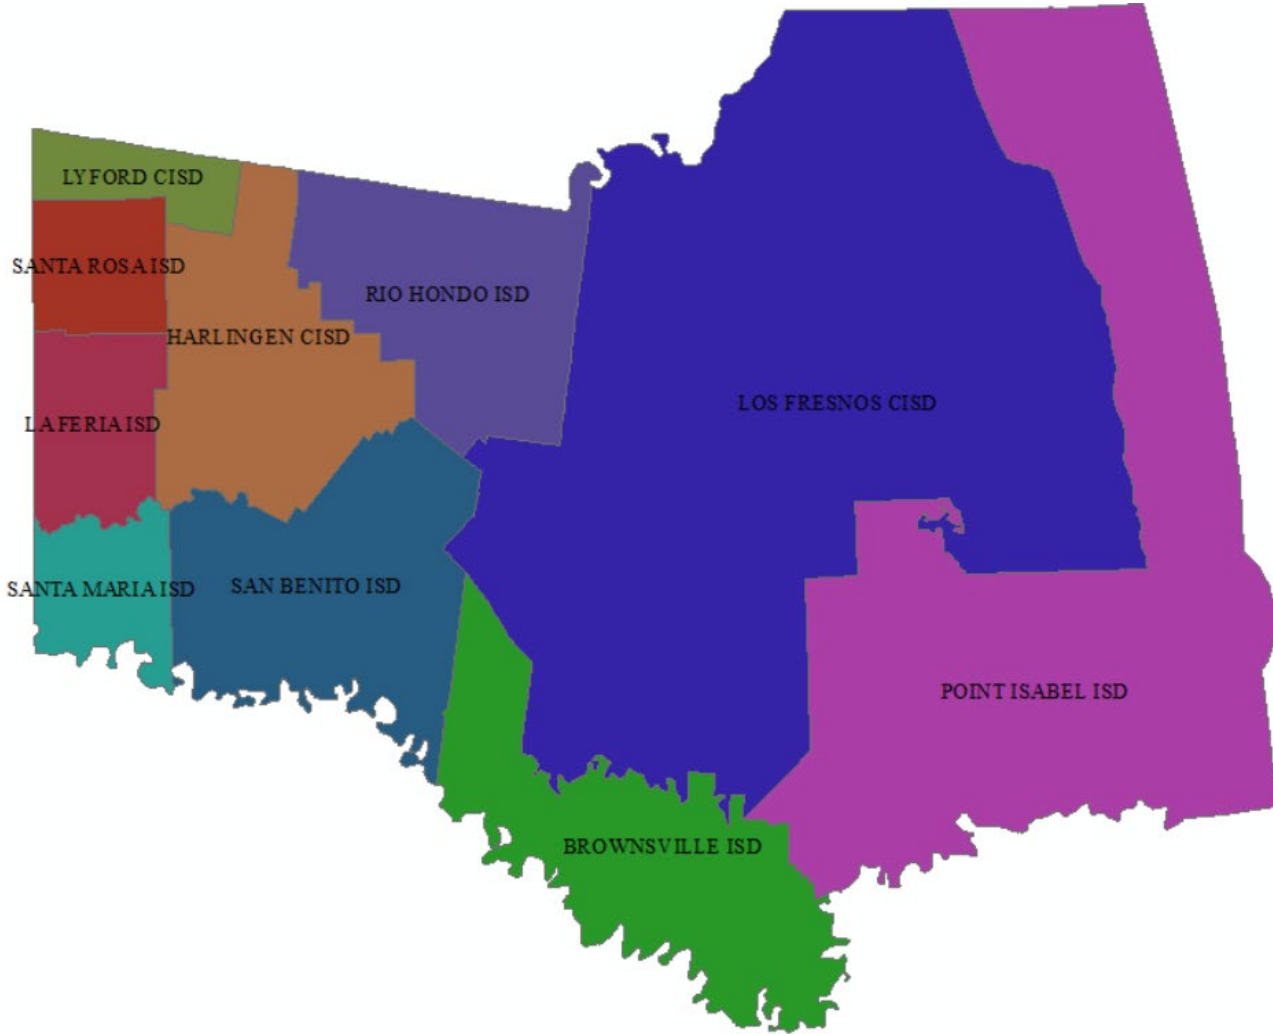 LYFORD CISD
SANTA ROSA ISD
RIO HONDO ISD
HARLINGEN CISD
LOS FRESNOS CISD
LA FERIA ISD
SANTA MARIA ISD
SAN BENITO ISD
POINT ISABEL ISD
BROWNSVILLE ISD